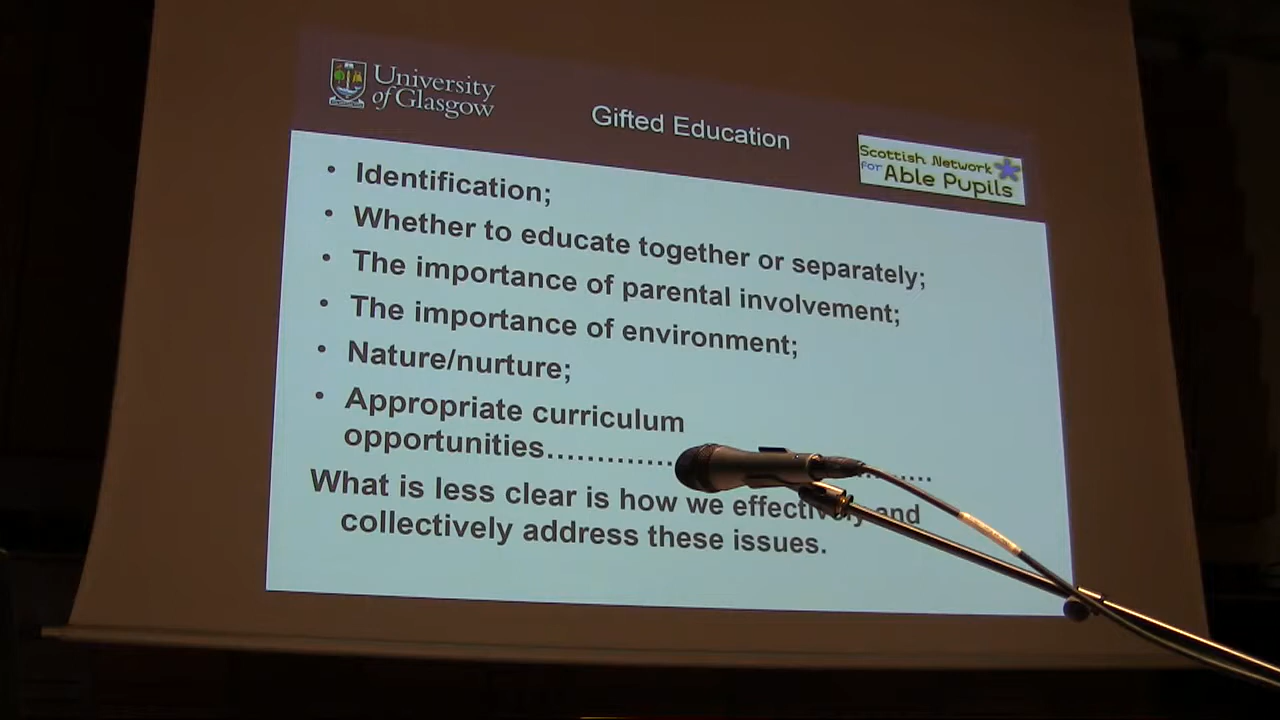 University
of Glasgow
Gifted Education
Scottish Network
for Able Pupils
• Identification;
• Whether to educate together or separately;
• The importance of parental involvement;
• The importance of environment;
• Nature/nurture;
• Appropriate curriculum
opportunities……………………………
What is less clear is how we effectively and
collectively address these issues.